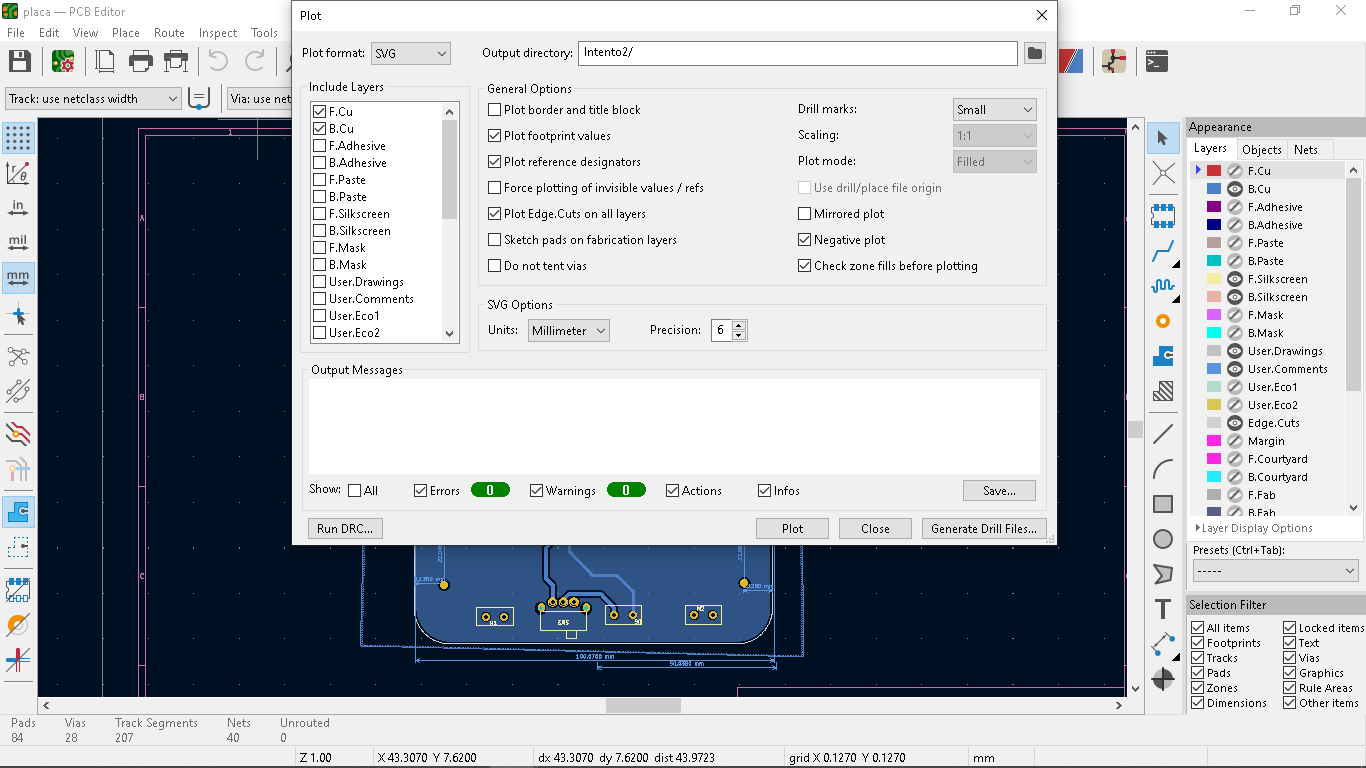 placa — PCB Editor
File Edit View Place Route Inspect Tools
Track: use netclass width
Via: use net
in
mil
mm
Plot
Plot format: SVG
Output directory: Intento2/
Include Layers
F.Cu
B.Cu
F.Adhesive
B.Adhesive
F.Paste
B.Paste
F.Silkscreen
B.Silkscreen
F.Mask
B.Mask
User.Drawings
User.Comments
User.Eco1
User.Eco2
General Options
Plot border and title block
Plot footprint values
Plot reference designators
Force plotting of invisible values / refs
Plot Edge.Cuts on all layers
Sketch pads on fabrication layers
Do not tent vias
Drill marks: Small
Scaling: 1:1
Plot mode: Filled
Use drill/place file origin
Mirrored plot
Negative plot
Check zone fills before plotting
SVG Options
Units: Millimeter
Precision: 6
Output Messages
Show: All Errors 0 Warnings 0 Actions Infos
Save...
Run DRC... Plot Close Generate Drill Files...
1
A
B
C
100.0700 mm
Appearance
Layers Objects Nets
F.Cu
B.Cu
F.Adhesive
B.Adhesive
F.Paste
B.Paste
F.Silkscreen
B.Silkscreen
F.Mask
B.Mask
User.Drawings
User.Comments
User.Eco1
User.Eco2
Edge.Cuts
Margin
F.Courtyard
B.Courtyard
F.Fab
B.Fab
Layer Display Options
Presets (Ctrl+Tab):
-----
Selection Filter
All items Locked items
Footprints Text
Tracks Vias
Pads Graphics
Zones Rule Areas
Dimensions Other items
Pads Vias Track Segments Nets Unrouted
84 28 207 40 0
Z 1.00 X 43.3070 Y 7.6200 dx 43.3070 dy 7.6200 dist 43.9723 grid X 0.1270 Y 0.1270 mm